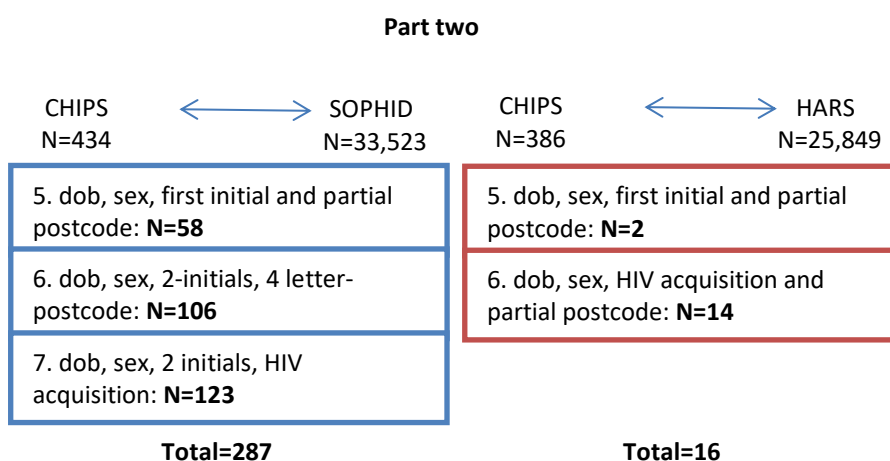 Part two
CHIPS SOPHID
N=434 N=33,523
5. dob, sex, first initial and partial
postcode: N=58
6. dob, sex, 2-initials, 4 letter-
postcode: N=106
7. dob, sex, 2 initials, HIV
acquisition: N=123
Total=287
CHIPS HARS
N=386 N=25,849
5. dob, sex, first initial and partial
postcode: N=2
6. dob, sex, HIV acquisition and
partial postcode: N=14
Total=16